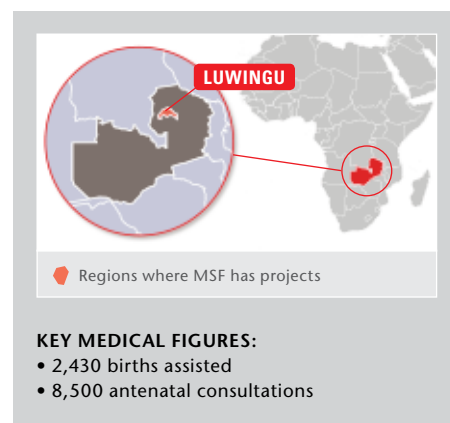 LUWINGU
Regions where MSF has projects
KEY MEDICAL FIGURES:
• 2,430 births assisted
• 8,500 antenatal consultations